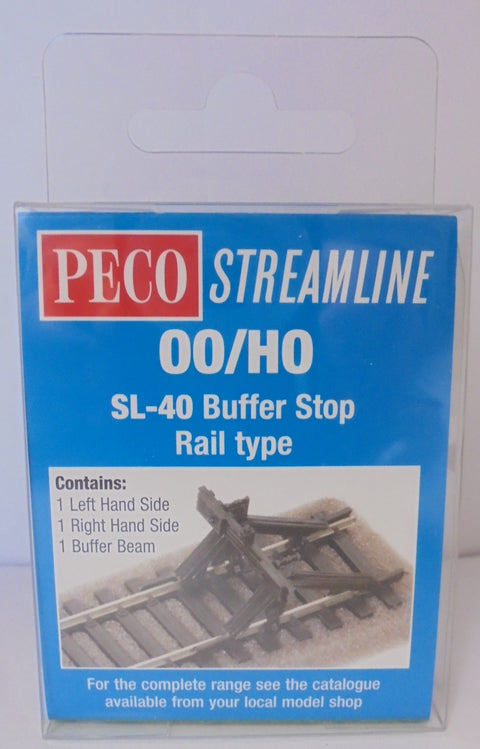 PECO STREAMLINE
OO/HO
SL-40 Buffer Stop
Rail type
Contains:
1 Left Hand Side
1 Right Hand Side
1 Buffer Beam
For the complete range see the catalogue
available from your local model shop